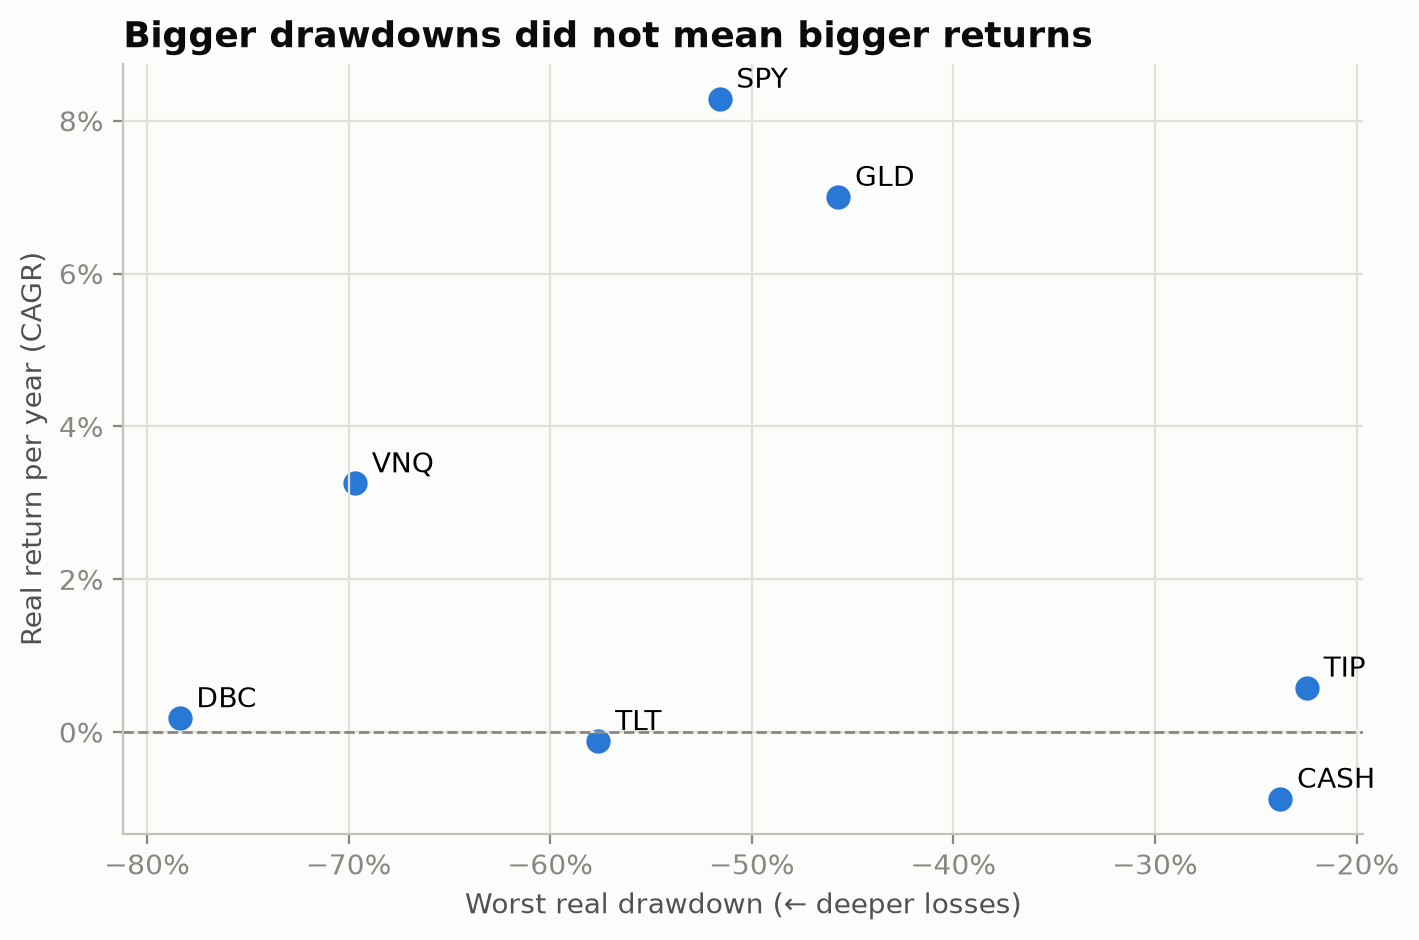 Bigger drawdowns did not mean bigger returns
SPY
8%
GLD
6%
4%
VNQ
2%
TIP
DBC
TLT
0%
CASH
Real return per year (CAGR)
−80%
−70%
−60%
−50%
−40%
−30%
−20%
Worst real drawdown (← deeper losses)